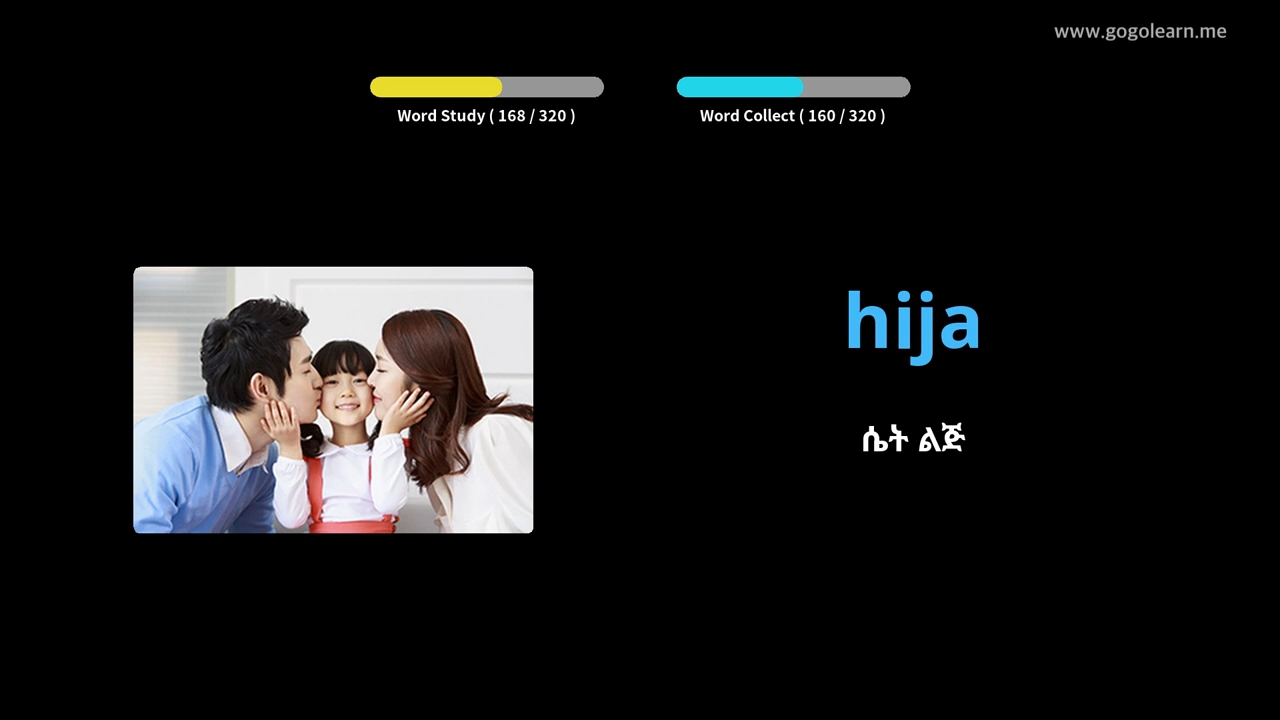 www.gogolearn.me
Word Study ( 168 / 320 )
Word Collect ( 160 / 320 )
hija
ሴት ልጅ